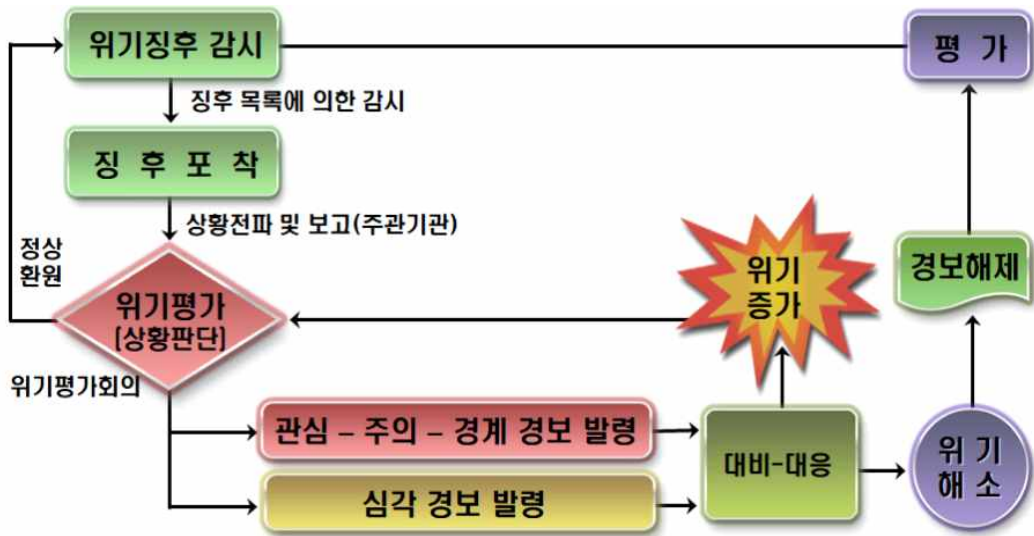 위기징후 감시
평 가
징후 목록에 의한 감시
징 후 포 착
상황전파 및 보고(주관기관)
정상
환원
위기
증가
경보해제
위기평가
(상황판단)
위기평가회의
관심 – 주의 – 경계 경보 발령
대비-대응
위 기
해 소
심각 경보 발령